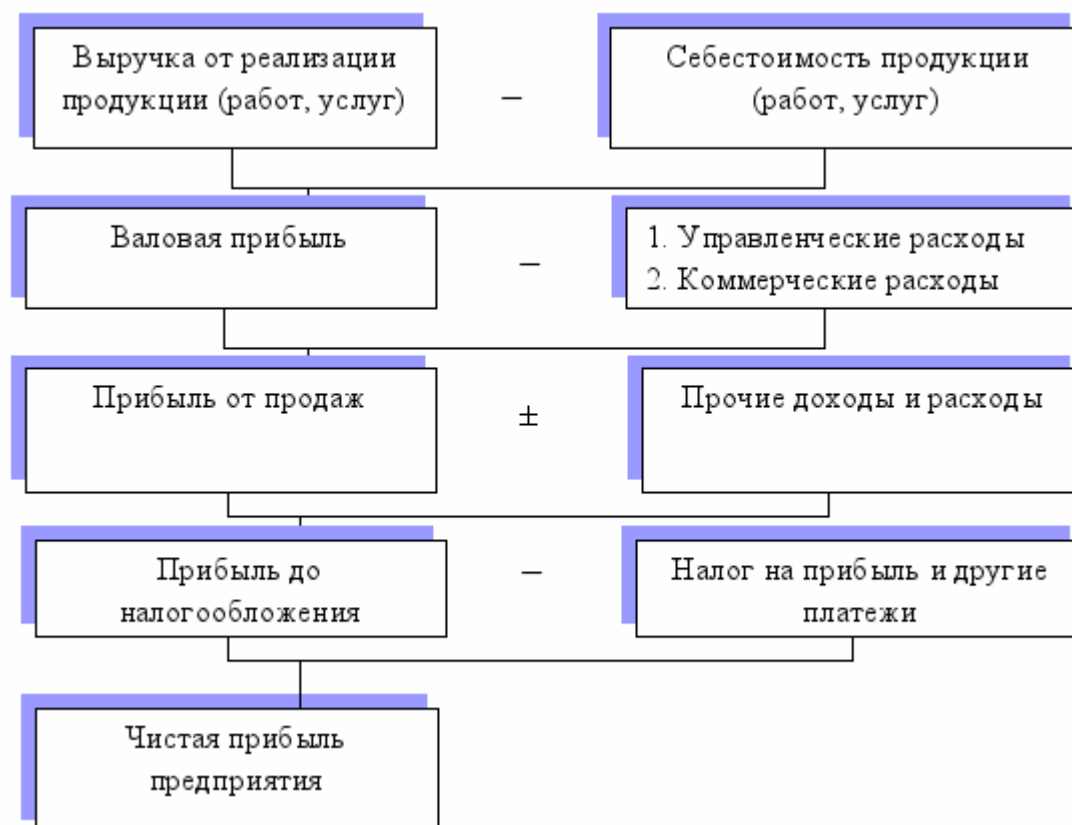 Выручка от реализации
продукции (работ, услуг)
–
Себестоимость продукции
(работ, услуг)
Валовая прибыль
–
1. Управленческие расходы
2. Коммерческие расходы
Прибыль от продаж
±
Прочие доходы и расходы
Прибыль до
налогообложения
–
Налог на прибыль и другие
платежи
Чистая прибыль
предприятия